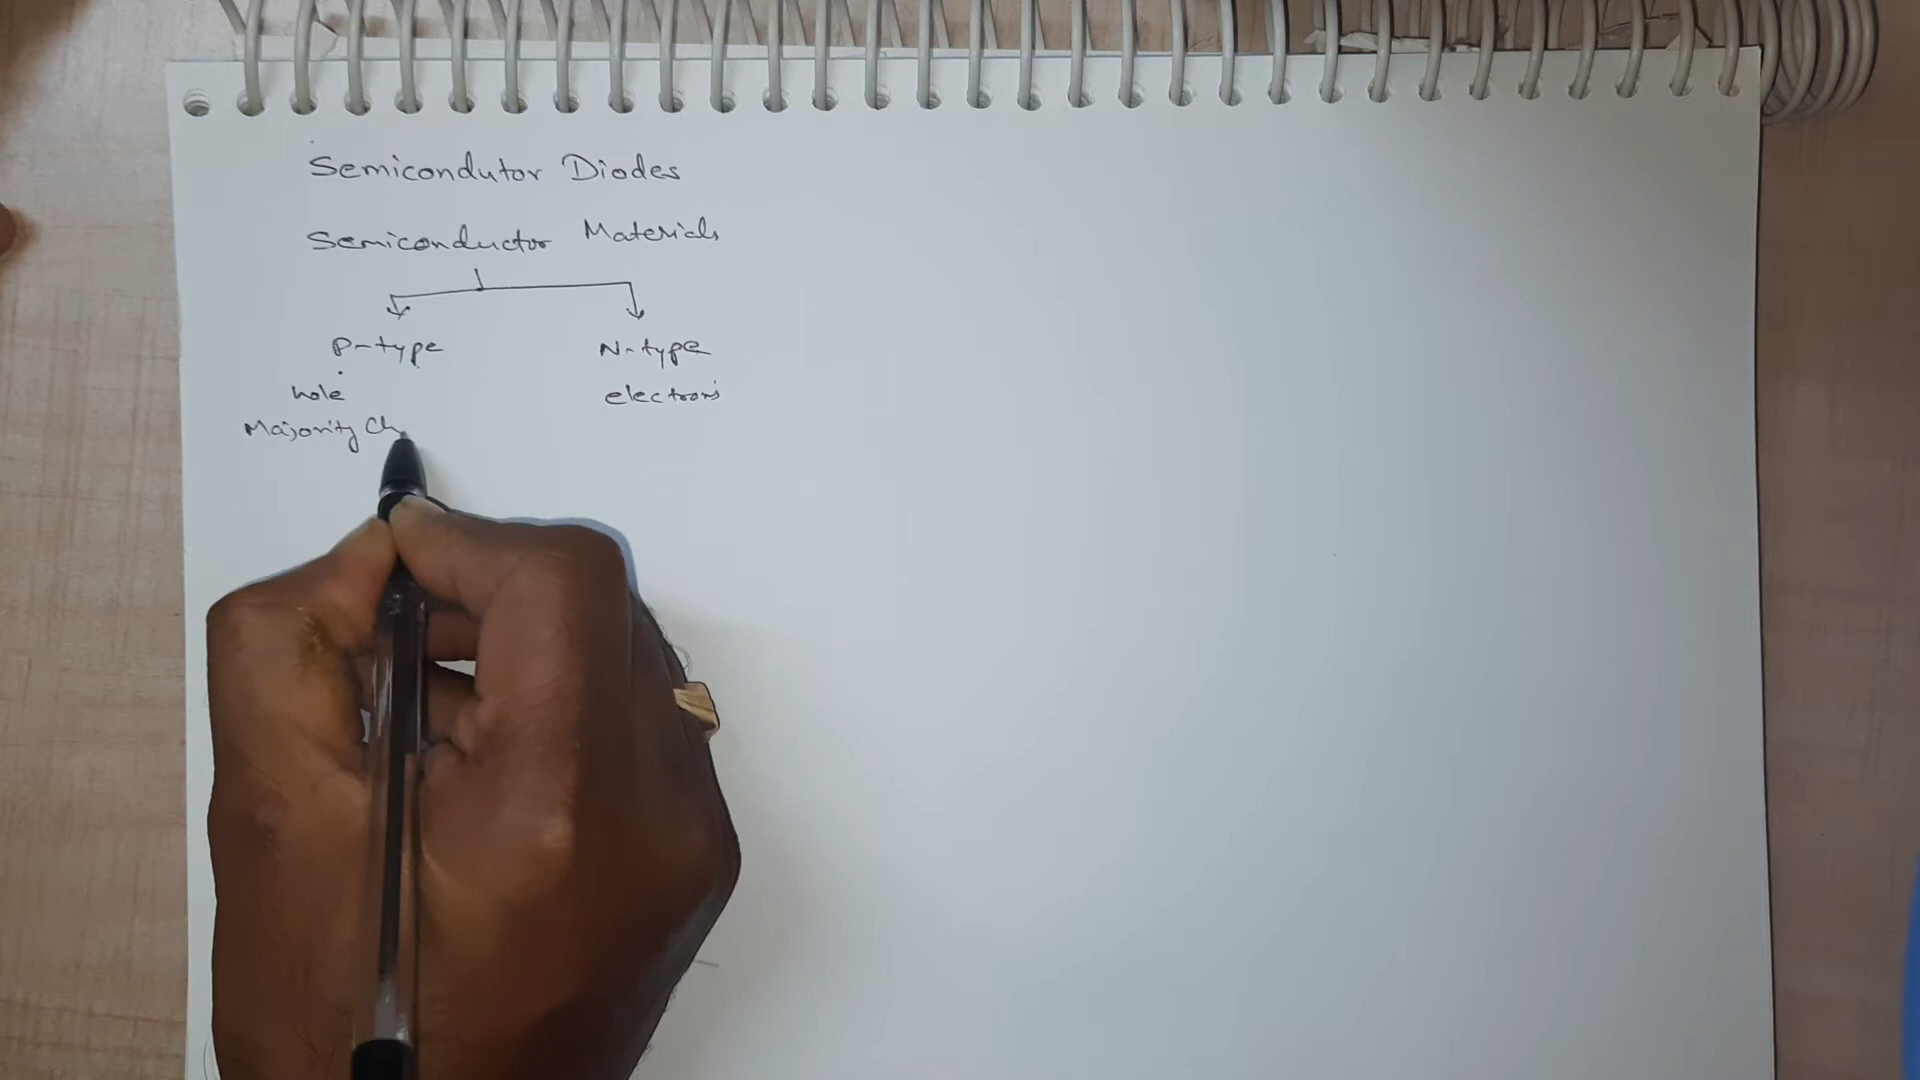 Semicondutor Diodes
Semiconductor Materials
P-type N-type
hole electrons
Majority Ch